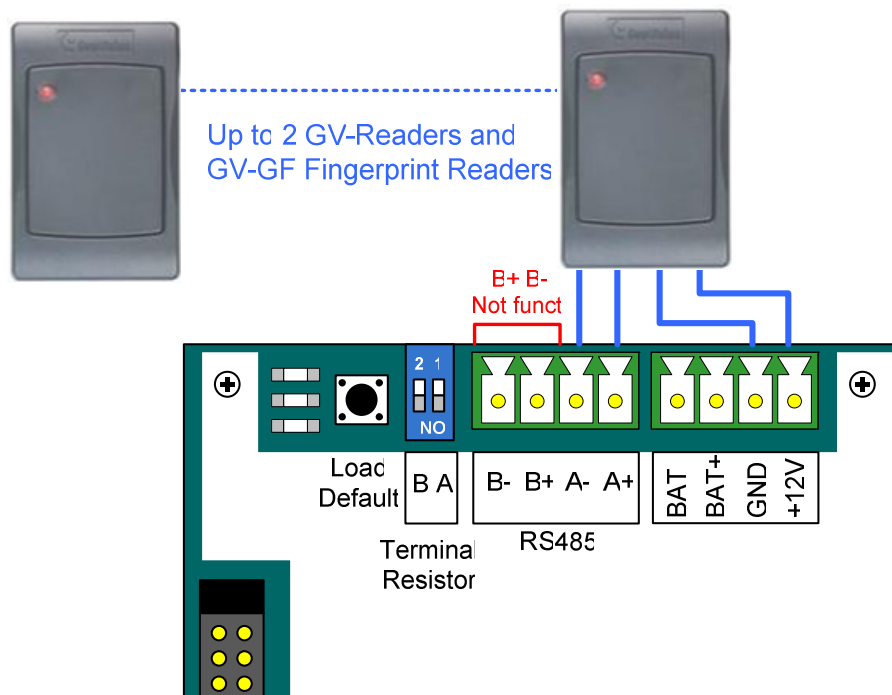 Up to 2 GV-Readers and
GV-GF Fingerprint Readers
B+ B-
Not funct
2 1
NO
Load
Default
B A
B- B+ A- A+
BAT
BAT+
GND
+12V
Terminal
Resistor
RS485